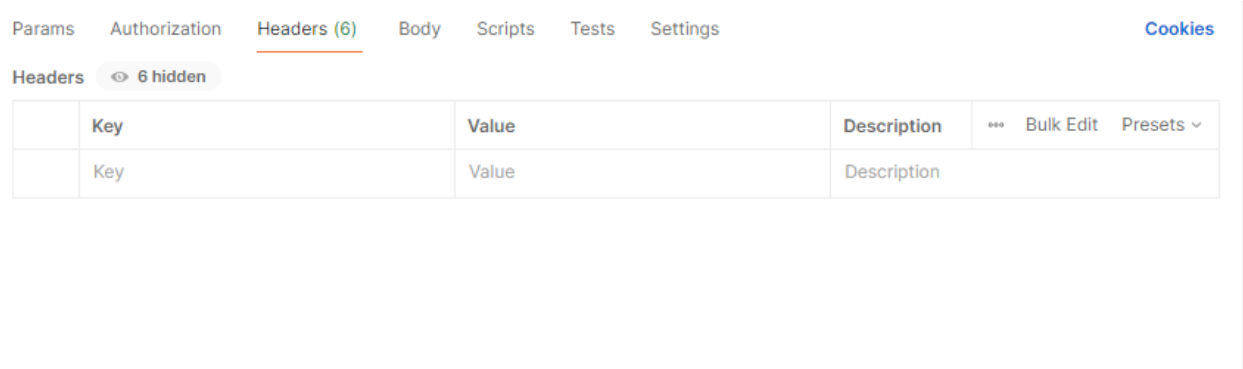 Params Authorization Headers (6) Body Scripts Tests Settings Cookies
Headers 6 hidden
Key Value Description Bulk Edit Presets
Key Value Description